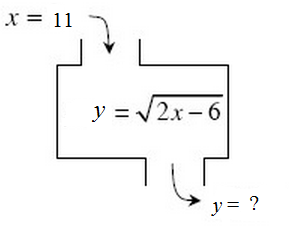 x = 11
y = √(2x − 6)
y = ?